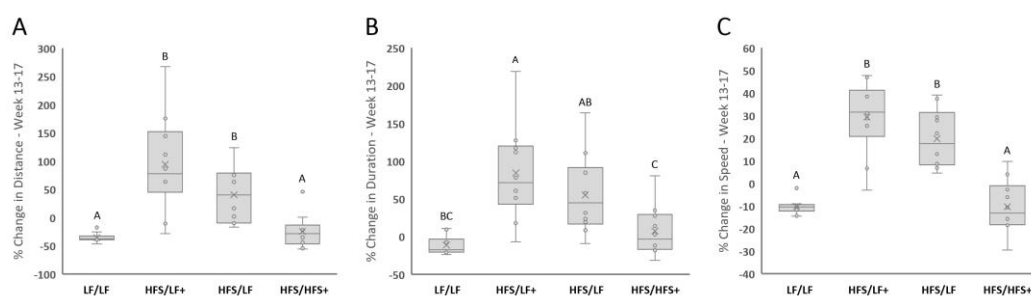 A
% Change in Distance - Week 13-17
300
250
200
150
100
50
0
-50
-100
A
B
B
A
LF/LF
HFS/LF+
HFS/LF
HFS/HFS+
B
% Change in Duration - Week 13-17
250
200
150
100
50
0
-50
BC
A
AB
C
LF/LF
HFS/LF+
HFS/LF
HFS/HFS+
C
% Change in Speed - Week 13-17
60
50
40
30
20
10
0
-10
-20
-30
-40
A
B
B
A
LF/LF
HFS/LF+
HFS/LF
HFS/HFS+